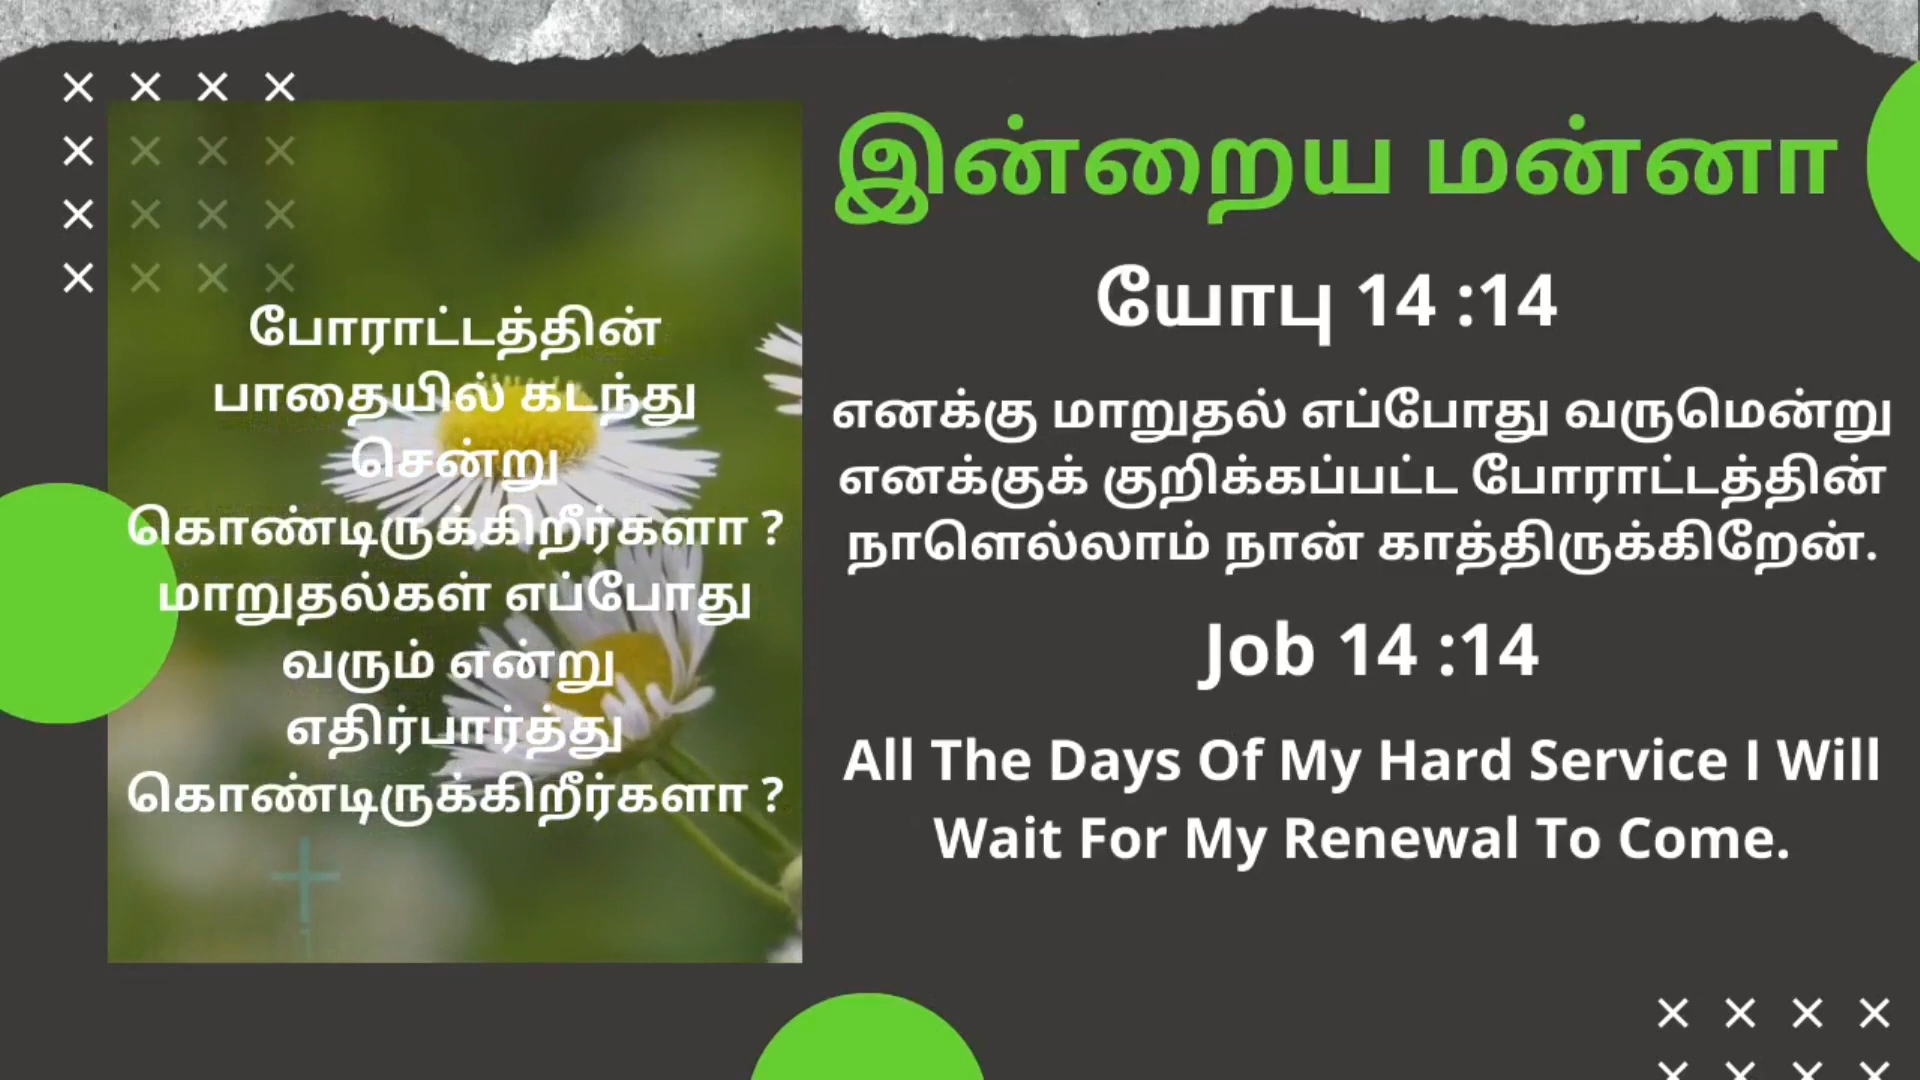 இன்றைய மன்னா
போராட்டத்தின்
பாதையில் கடந்து
சென்று
கொண்டிருக்கிறீர்களா ?
மாறுதல்கள் எப்போது
வரும் என்று
எதிர்பார்த்து
கொண்டிருக்கிறீர்களா ?
யோபு 14 :14
எனக்கு மாறுதல் எப்போது வருமென்று
எனக்குக் குறிக்கப்பட்ட போராட்டத்தின்
நாளெல்லாம் நான் காத்திருக்கிறேன்.
Job 14 :14
All The Days Of My Hard Service I Will
Wait For My Renewal To Come.